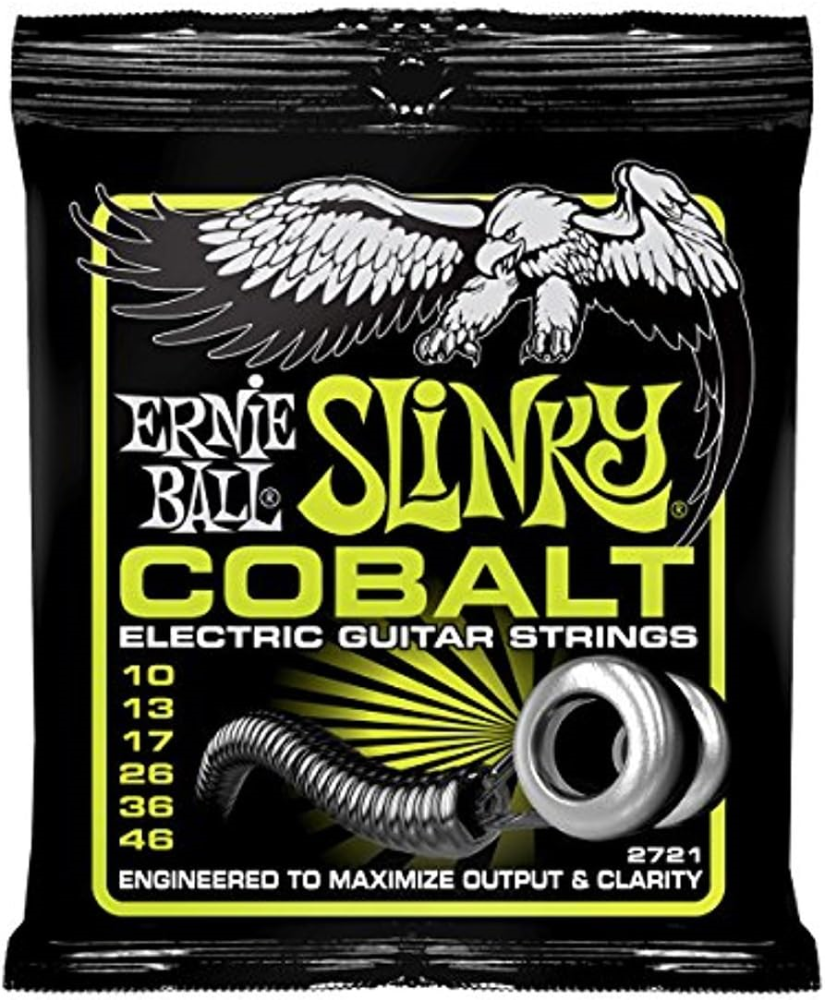 ERNiE
BALL® SLiNKY®
COBALT
ELECTRIC GUITAR STRINGS
10
13
17
26
36
46
2721
ENGINEERED TO MAXIMIZE OUTPUT & CLARITY